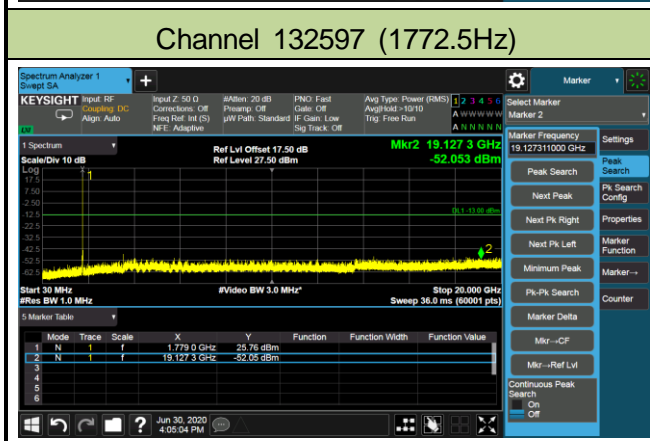 Channel 132597 (1772.5Hz)
Spectrum Analyzer 1
Swept SA
+
Marker
KEYSIGHT
Input: RF
Coupling: DC
Align: Auto
Input Z: 50 Ω
Corrections: Off
Freq Ref: Int (S)
NFE: Adaptive
#Atten: 20 dB
Preamp: Off
µW Path: Standard
PNO: Fast
Gate: Off
IF Gain: Low
Sig Track: Off
Avg Type: Power (RMS)
Avg|Hold:>10/10
Trig: Free Run
1 2 3 4 5 6
A W W W W W
A N N N N N
LW
Select Marker
Marker 2
Marker Frequency
19.127311000 GHz
Settings
Peak Search
Peak Search
Next Peak
Pk Search Config
Next Pk Right
Properties
Next Pk Left
Marker Function
Minimum Peak
Marker→
Pk-Pk Search
Counter
Marker Delta
Mkr→CF
Mkr→Ref Lvl
Continuous Peak Search
On
Off
1 Spectrum
Scale/Div 10 dB
Log
Ref Lvl Offset 17.50 dB
Ref Level 27.50 dBm
Mkr2 19.127 3 GHz
-52.053 dBm
17.5
7.50
-2.50
-12.5
-22.5
-32.5
-42.5
-52.5
-62.5
1
DL1 -13.00 dBm
2
Start 30 MHz
#Res BW 1.0 MHz
#Video BW 3.0 MHz*
Stop 20.000 GHz
Sweep 36.0 ms (60001 pts)
5 Marker Table
Mode Trace Scale X Y Function Function Width Function Value
1 N 1 f 1.779 0 GHz 25.76 dBm
2 N 1 f 19.127 3 GHz -52.05 dBm
3
4
5
6
?
Jun 30, 2020
4:05:04 PM